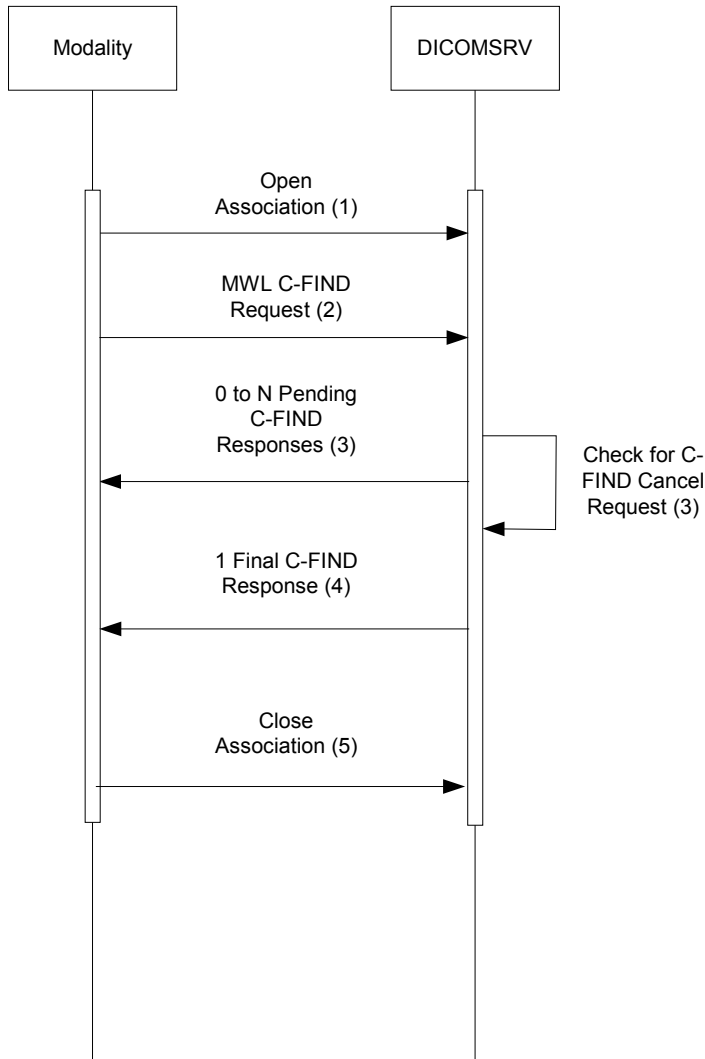 Modality
DICOMSRV
Open
Association (1)
MWL C-FIND
Request (2)
0 to N Pending
C-FIND
Responses (3)
Check for C-
FIND Cancel
Request (3)
1 Final C-FIND
Response (4)
Close
Association (5)